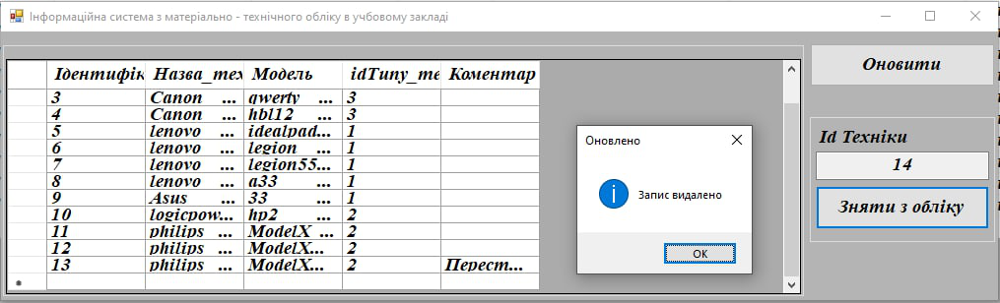 Інформаційна система з матеріально - технічного обліку в учбовому закладі
Ідентифік Назва_тех Модель idTuny_me Коментар
3 Canon ... qwerty ... 3
4 Canon ... hbl12 ... 3
5 lenovo ... idealpad... 1
6 lenovo ... legion ... 1
7 lenovo ... legion55... 1
8 lenovo ... a33 ... 1
9 Asus ... 33 ... 1
10 logicpow... hp2 ... 2
11 philips ... ModelX ... 2
12 philips ... ModelX... 2
13 philips ... ModelX... 2 Перест...
Оновлено
Запис видалено
ОК
Оновити
Id Техніки
14
Зняти з обліку